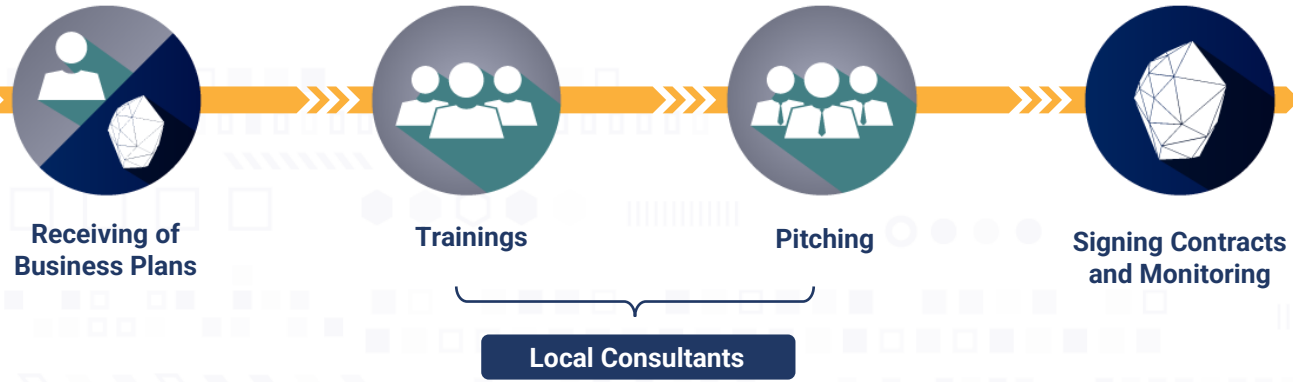 Receiving of
Business Plans
Trainings
Pitching
Signing Contracts
and Monitoring
Local Consultants